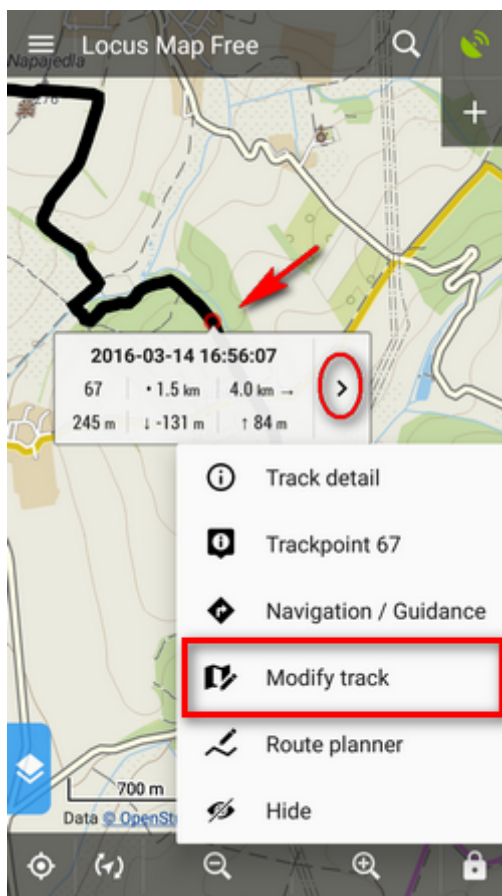 Locus Map Free
Napajedla
276
2016-03-14 16:56:07
67 • 1.5 km 4.0 km →
245 m ↓ -131 m ↑ 84 m
Track detail
Trackpoint 67
Navigation / Guidance
Modify track
Route planner
Hide
700 m
Data © OpenSt